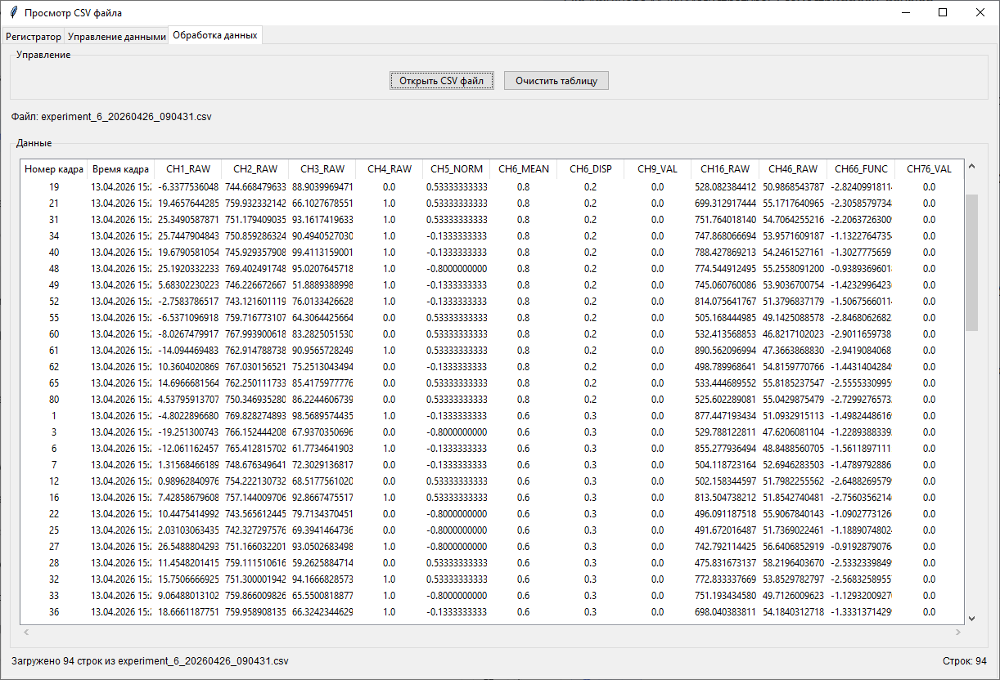 Просмотр CSV файла
Регистратор Управление данными Обработка данных
Управление
Открыть CSV файл Очистить таблицу
Файл: experiment_6_20260426_090431.csv
Данные
Номер кадра Время кадра CH1_RAW CH2_RAW CH3_RAW CH4_RAW CH5_NORM CH6_MEAN CH6_DISP CH9_VAL CH16_RAW CH46_RAW CH66_FUNC CH76_VAL
19 13.04.2026 15:2 -6.3377536048 744.668479633 88.9039969471 0.0 0.53333333333 0.8 0.2 0.0 528.082384412 50.9868543787 -2.8240991811 0.0
21 13.04.2026 15:2 19.4657644285 759.932332142 66.1027678551 1.0 0.53333333333 0.8 0.2 0.0 699.312917444 55.1717640965 -2.3058579734 0.0
31 13.04.2026 15:2 25.3490587871 751.179409035 93.1617419633 1.0 0.53333333333 0.8 0.2 0.0 751.764018140 54.7064255216 -2.2063726300 0.0
34 13.04.2026 15:2 25.7447904843 750.859286324 90.4940527030 1.0 -0.1333333333 0.8 0.2 0.0 747.868066694 53.9571609187 -1.1322764735 0.0
40 13.04.2026 15:2 19.6790581054 745.929357908 99.4113159001 1.0 -0.1333333333 0.8 0.2 0.0 788.427869213 54.2461527161 -1.3027775659 0.0
48 13.04.2026 15:2 25.1920332233 769.402491748 95.0207645718 1.0 -0.8000000000 0.8 0.2 0.0 774.544912495 55.2558091200 -0.9389369601 0.0
49 13.04.2026 15:2 5.68302230223 746.226672667 51.8889388998 1.0 -0.1333333333 0.8 0.2 0.0 745.060760086 53.9036700754 -1.4232996423 0.0
52 13.04.2026 15:2 -2.7583786517 743.121601119 76.0133426628 1.0 -0.1333333333 0.8 0.2 0.0 814.075641767 51.3796837179 -1.5067566011 0.0
55 13.04.2026 15:2 -6.5371096918 759.716773107 64.3064425664 0.0 0.53333333333 0.8 0.2 0.0 505.168444985 49.1425088578 -2.8468062682 0.0
60 13.04.2026 15:2 -8.0267479917 767.993900618 83.2825051530 0.0 0.53333333333 0.8 0.2 0.0 532.413568853 46.8217102023 -2.9011659738 0.0
61 13.04.2026 15:2 -14.094469483 762.914788738 90.9565728249 1.0 0.53333333333 0.8 0.2 0.0 890.562096994 47.3663868830 -2.9419084068 0.0
62 13.04.2026 15:2 10.3604020869 767.030156521 75.2513043494 0.0 -0.1333333333 0.8 0.2 0.0 498.789968641 54.8159770766 -1.4431404284 0.0
65 13.04.2026 15:2 14.6966681564 762.250111733 85.4175977776 0.0 0.53333333333 0.8 0.2 0.0 533.444689552 55.8185237547 -2.5555330995 0.0
80 13.04.2026 15:2 4.53795913707 750.346935280 86.2244606739 0.0 0.53333333333 0.8 0.2 0.0 525.602289081 55.0429875479 -2.7299276573 0.0
1 13.04.2026 15:2 -4.8022896680 769.828274893 98.5689574435 1.0 -0.1333333333 0.6 0.3 0.0 877.447193434 51.0932915113 -1.4982448616 0.0
3 13.04.2026 15:2 -19.251300743 766.152444208 67.9370350696 0.0 -0.8000000000 0.6 0.3 0.0 529.788122811 47.6206081104 -1.2289388339 0.0
6 13.04.2026 15:2 -12.061162457 765.412815702 61.7734641903 1.0 -0.1333333333 0.6 0.3 0.0 855.277936494 48.8488560705 -1.5611897111 0.0
7 13.04.2026 15:2 1.31568466189 748.676349641 72.3029136817 0.0 -0.1333333333 0.6 0.3 0.0 504.118723164 52.6946283503 -1.4789792886 0.0
12 13.04.2026 15:2 0.98962840976 754.222130732 68.5177561020 0.0 0.53333333333 0.6 0.3 0.0 502.158344597 51.7982255562 -2.6488269579 0.0
16 13.04.2026 15:2 7.42858679608 757.144009706 92.8667475517 1.0 0.53333333333 0.6 0.3 0.0 813.504738212 51.8542740481 -2.7560356214 0.0
22 13.04.2026 15:2 10.4475414992 743.565612445 79.7134370451 0.0 -0.8000000000 0.6 0.3 0.0 496.091187518 55.9067840143 -1.0902773126 0.0
25 13.04.2026 15:2 2.03103063435 742.327297576 69.3941464736 0.0 -0.8000000000 0.6 0.3 0.0 491.672016487 51.7369022461 -1.1889074802 0.0
27 13.04.2026 15:2 26.5488804293 751.166032201 93.0502683498 1.0 -0.8000000000 0.6 0.3 0.0 742.792114425 56.6406852919 -0.9192879076 0.0
28 13.04.2026 15:2 11.4548201415 759.111510616 59.2625884714 0.0 0.53333333333 0.6 0.3 0.0 475.831673137 58.2196403670 -2.5332339849 0.0
32 13.04.2026 15:2 15.7506666925 751.300001942 94.1666828573 1.0 0.53333333333 0.6 0.3 0.0 772.833337669 53.8529782797 -2.5683258955 0.0
33 13.04.2026 15:2 9.06488013102 759.866009826 65.5500818877 1.0 -0.8000000000 0.6 0.3 0.0 751.193434580 49.7126009623 -1.1293200927 0.0
36 13.04.2026 15:2 18.6661187751 759.958908135 66.3242344629 1.0 -0.1333333333 0.6 0.3 0.0 698.040383811 54.1840312718 -1.3331371429 0.0
Загружено 94 строк из experiment_6_20260426_090431.csv Строк: 94